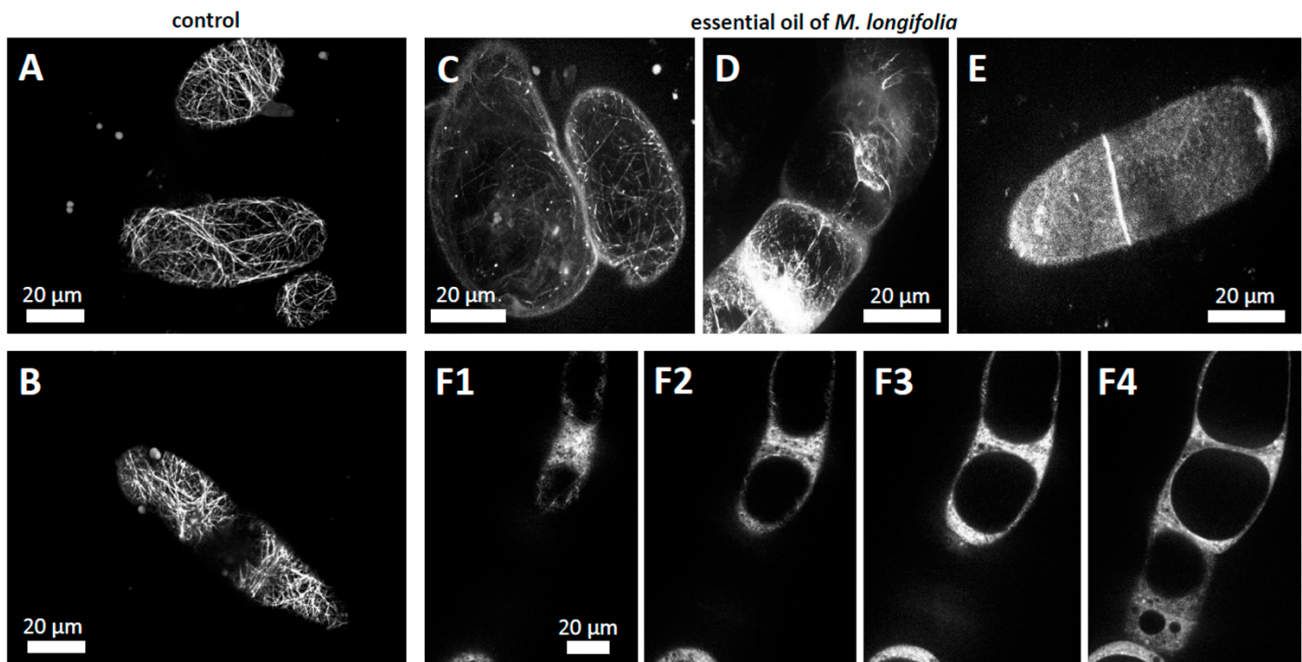 control
essential oil of M. longifolia
A
C
D
E
20 µm
20 µm
20 µm
20 µm
B
F1
F2
F3
F4
20 µm
20 µm